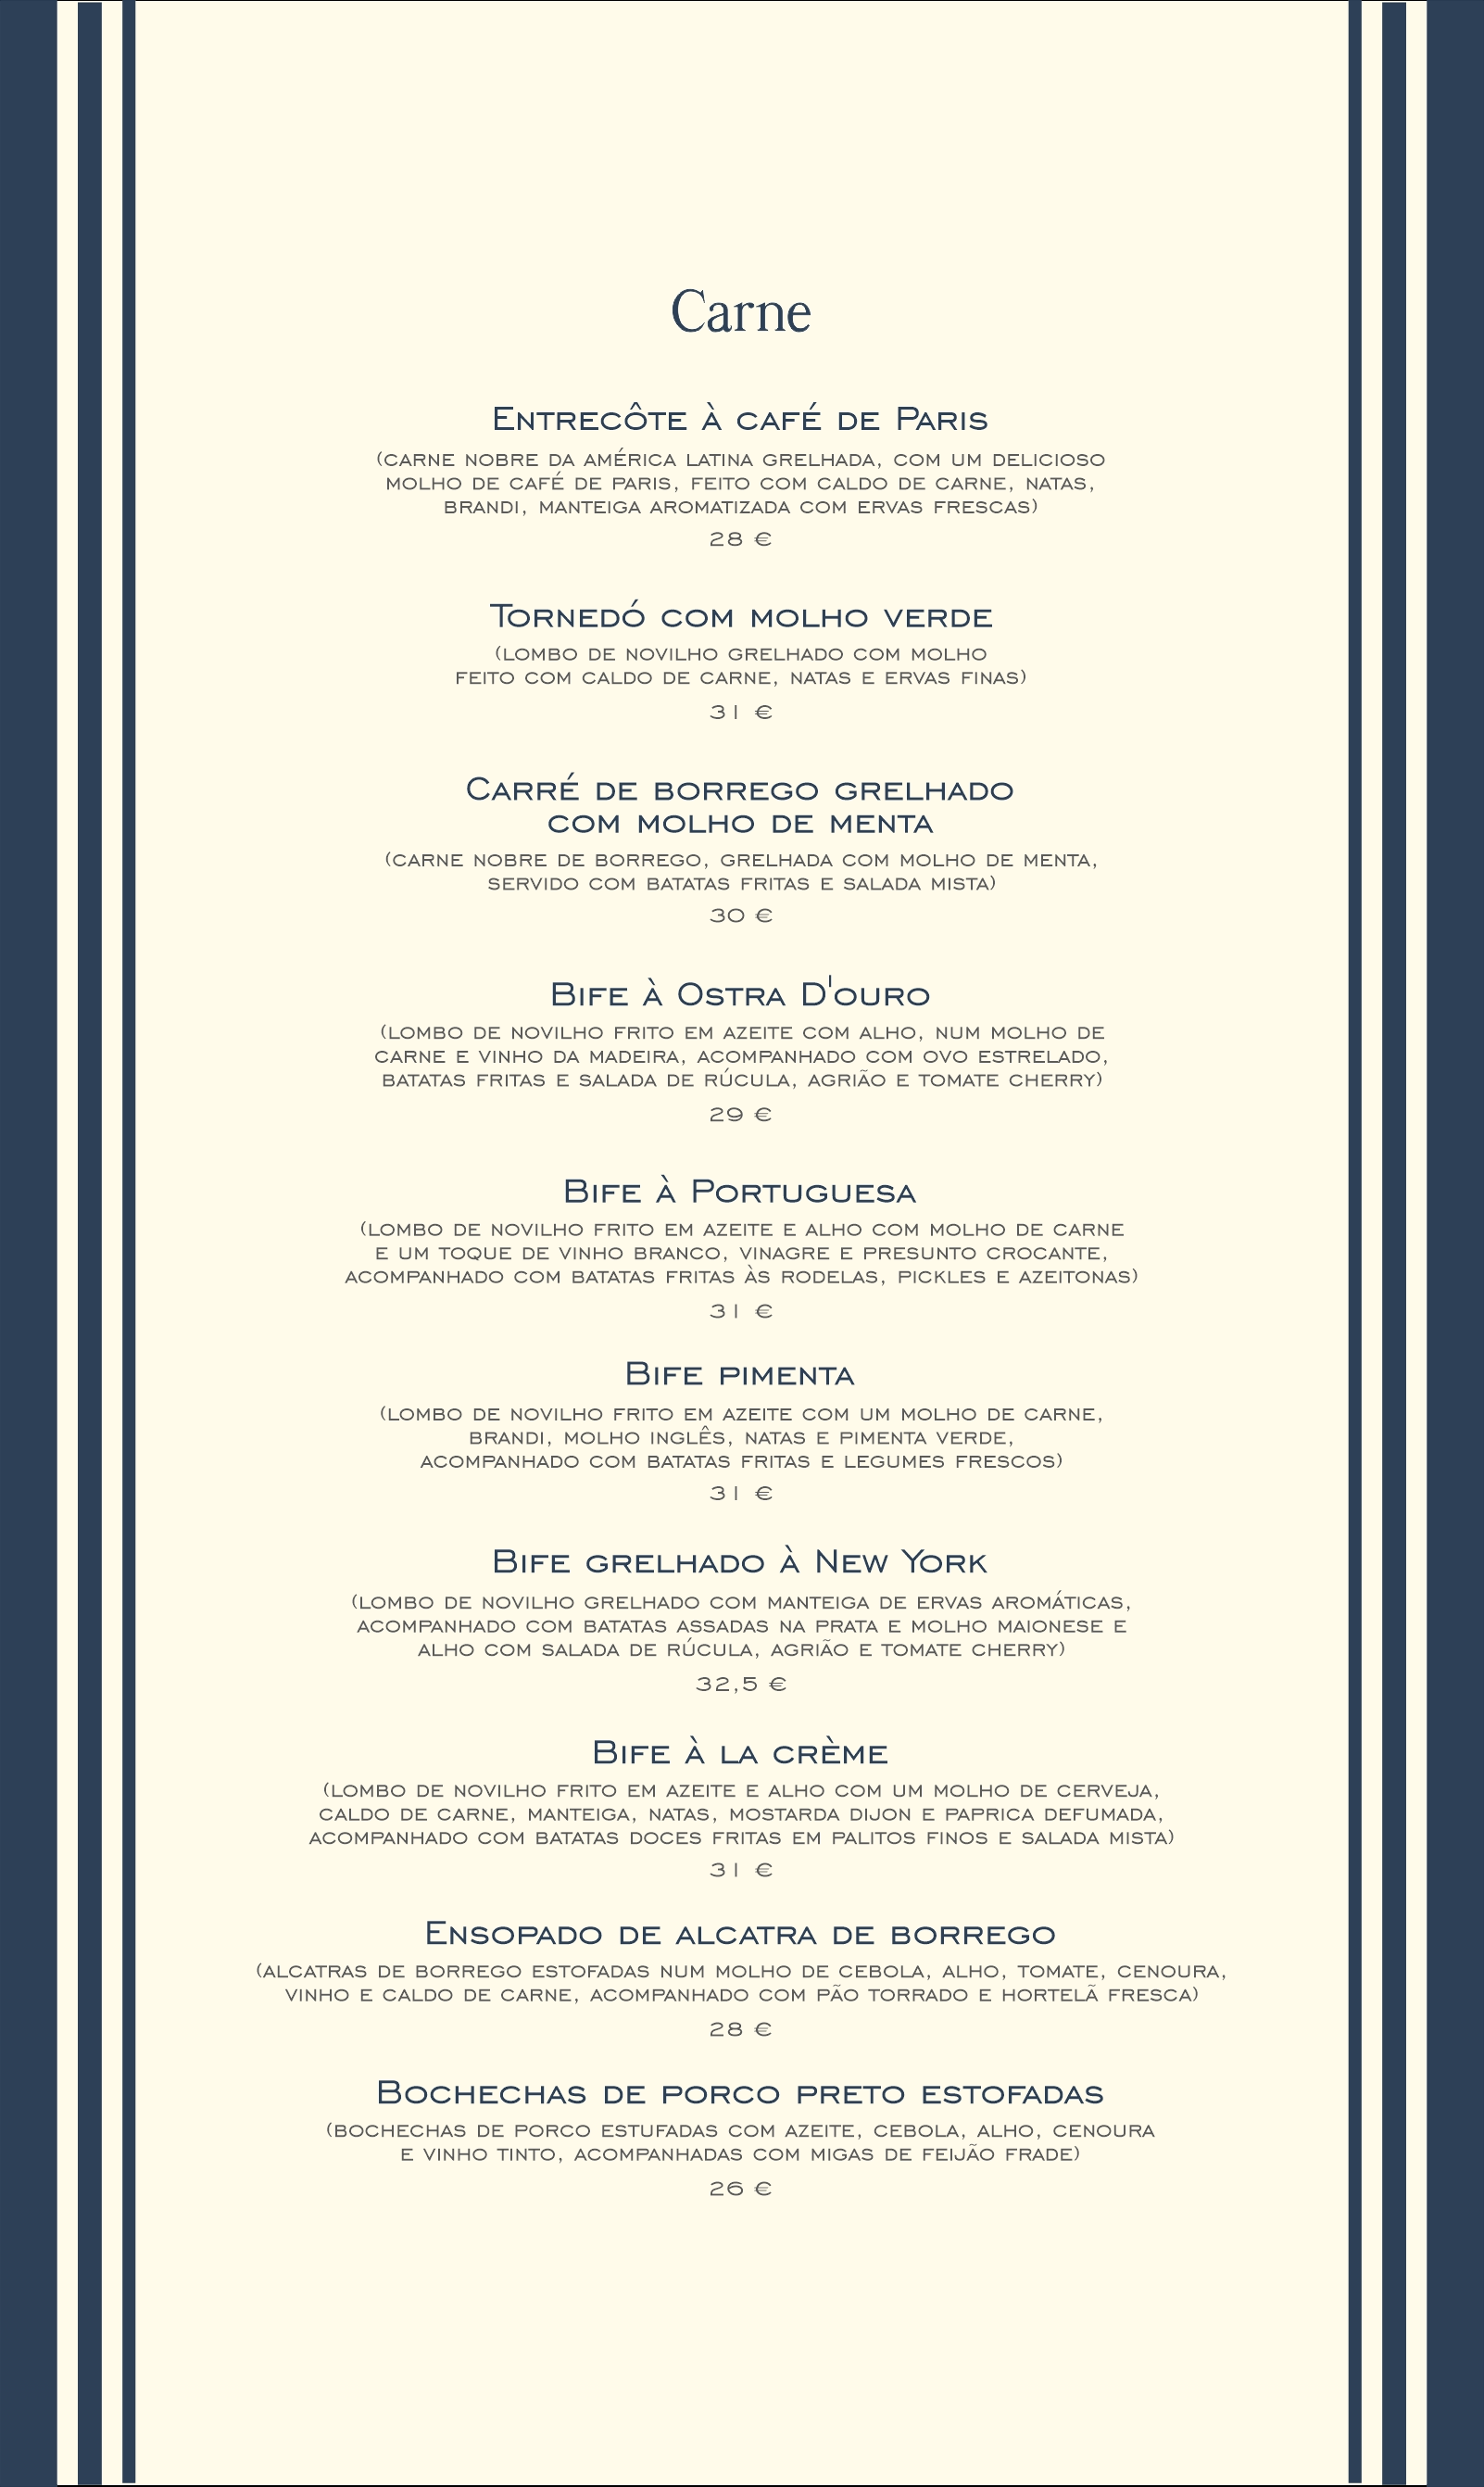 Carne
Entrecôte à café de Paris
(carne nobre da América Latina grelhada, com um delicioso
molho de café de Paris, feito com caldo de carne, natas,
brandi, manteiga aromatizada com ervas frescas)
28 €
Tornedó com molho verde
(lombo de novilho grelhado com molho
feito com caldo de carne, natas e ervas finas)
31 €
Carré de borrego grelhado
com molho de menta
(carne nobre de borrego, grelhada com molho de menta,
servido com batatas fritas e salada mista)
30 €
Bife à Ostra D'ouro
(lombo de novilho frito em azeite com alho, num molho de
carne e vinho da madeira, acompanhado com ovo estrelado,
batatas fritas e salada de rúcula, agrião e tomate cherry)
29 €
Bife à Portuguesa
(lombo de novilho frito em azeite e alho com molho de carne
e um toque de vinho branco, vinagre e presunto crocante,
acompanhado com batatas fritas às rodelas, pickles e azeitonas)
31 €
Bife pimenta
(lombo de novilho frito em azeite com um molho de carne,
brandi, molho inglês, natas e pimenta verde,
acompanhado com batatas fritas e legumes frescos)
31 €
Bife grelhado à New York
(lombo de novilho grelhado com manteiga de ervas aromáticas,
acompanhado com batatas assadas na prata e molho maionese e
alho com salada de rúcula, agrião e tomate cherry)
32,5 €
Bife à la crème
(lombo de novilho frito em azeite e alho com um molho de cerveja,
caldo de carne, manteiga, natas, mostarda Dijon e paprica defumada,
acompanhado com batatas doces fritas em palitos finos e salada mista)
31 €
Ensopado de alcatra de borrego
(alcatras de borrego estofadas num molho de cebola, alho, tomate, cenoura,
vinho e caldo de carne, acompanhado com pão torrado e hortelã fresca)
28 €
Bochechas de porco preto estofadas
(bochechas de porco estufadas com azeite, cebola, alho, cenoura
e vinho tinto, acompanhadas com migas de feijão frade)
26 €